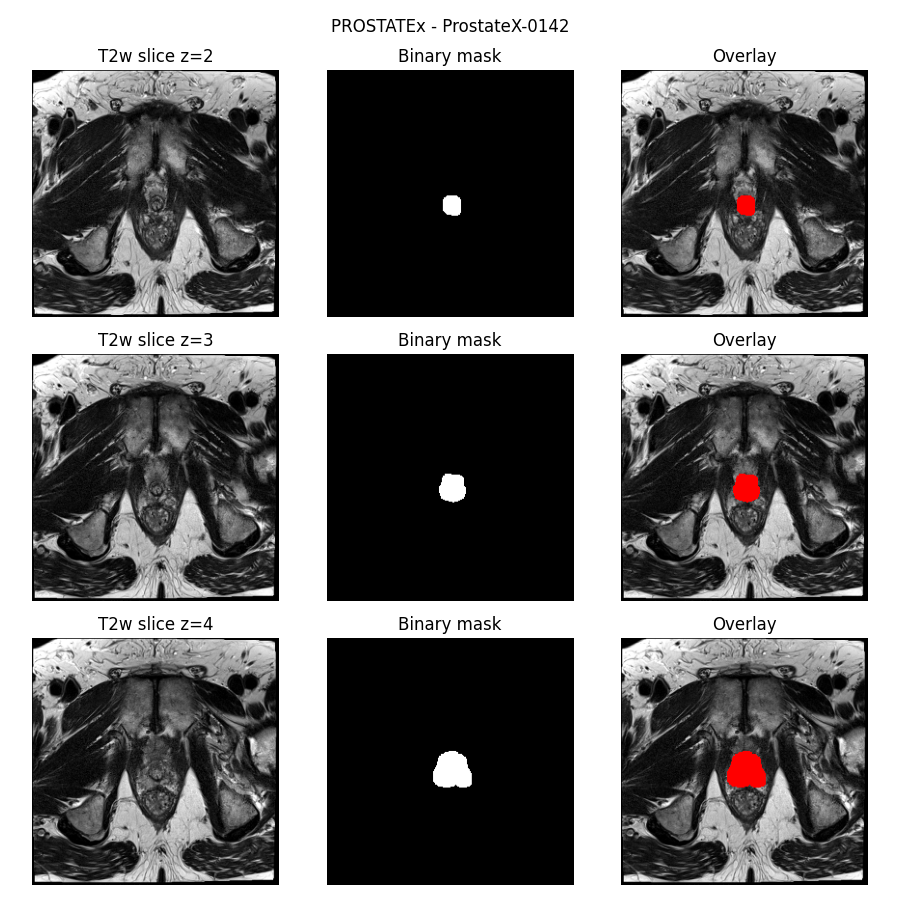 PROSTATEx - ProstateX-0142
T2w slice z=2 Binary mask Overlay
T2w slice z=3 Binary mask Overlay
T2w slice z=4 Binary mask Overlay